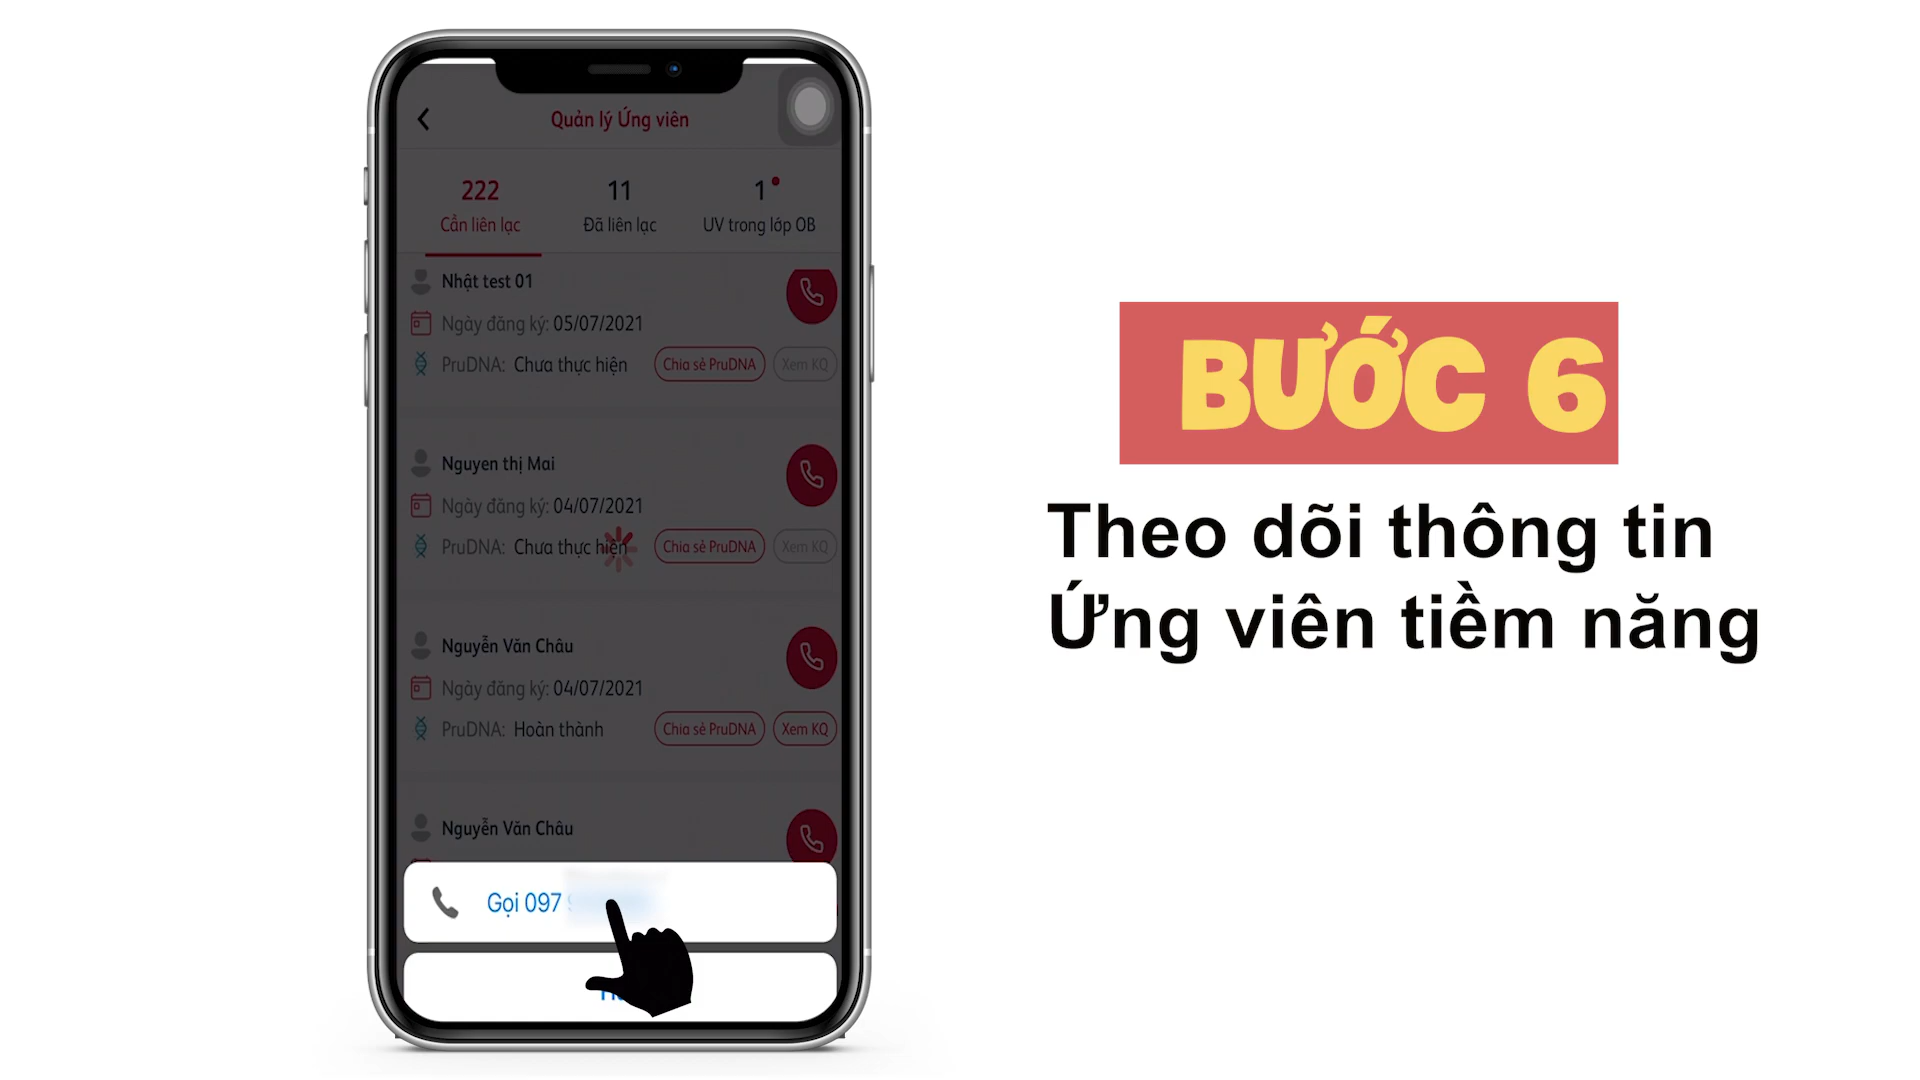 Quản lý Ứng viên
222
Cần liên lạc
11
Đã liên lạc
1
UV trong lớp OB
Nhật test 01
Ngày đăng ký: 05/07/2021
PruDNA: Chưa thực hiện
Chia sẻ PruDNA
Xem KQ
Nguyen thị Mai
Ngày đăng ký: 04/07/2021
PruDNA: Chưa thực hiện
Chia sẻ PruDNA
Xem KQ
Nguyễn Văn Châu
Ngày đăng ký: 04/07/2021
PruDNA: Hoàn thành
Chia sẻ PruDNA
Xem KQ
Nguyễn Văn Châu
Gọi 097
BƯỚC 6
Theo dõi thông tin
Ứng viên tiềm năng